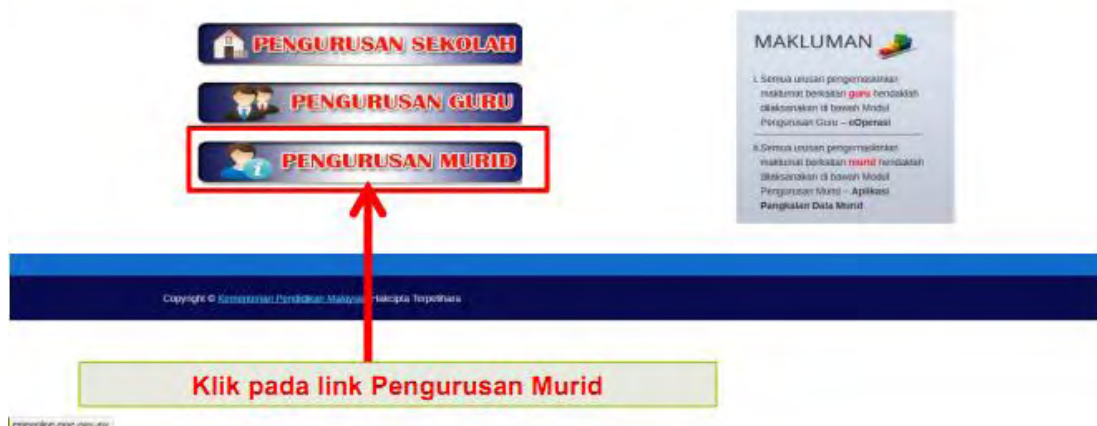 PENGURUSAN SEKOLAH
PENGURUSAN GURU
PENGURUSAN MURID
MAKLUMAN
i. Semua urusan pengemaskinian
maklumat berkaitan guru hendaklah
dilaksanakan di bawah Modul
Pengurusan Guru – eOperasi
ii. Semua urusan pengemaskinian
maklumat berkaitan murid hendaklah
dilaksanakan di bawah Modul
Pengurusan Murid – Aplikasi
Pangkalan Data Murid
Copyright © Kementerian Pendidikan Malaysia Hakcipta Terpelihara
Klik pada link Pengurusan Murid